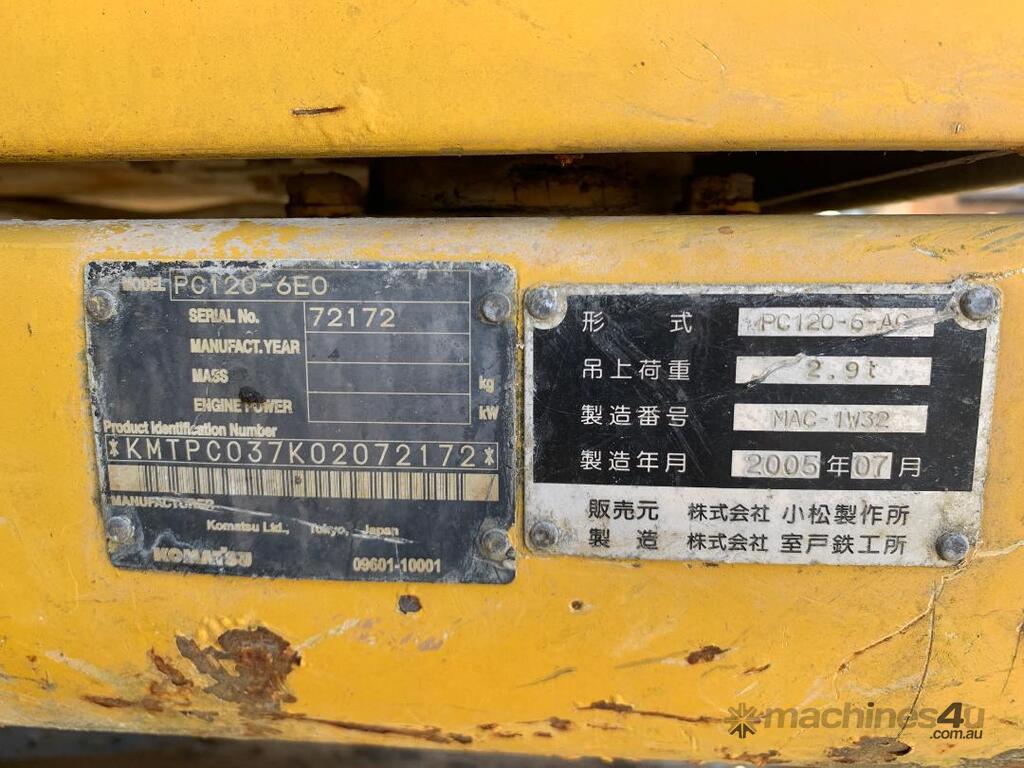 MODEL PC120-6E0
SERIAL No. 72172
MANUFACT. YEAR
MASS kg
ENGINE POWER kW
Product Identification Number
*KMTPC037K02072172*
MANUFACTURER
Komatsu Ltd., Tokyo, Japan
KOMATSU 09601-10001
形 式 PC120-6-AC
吊上荷重 2.9t
製造番号 MAC-1W32
製造年月 2005年07月
販売元 株式会社 小松製作所
製 造 株式会社 室戸鉄工所
machines4u
.com.au